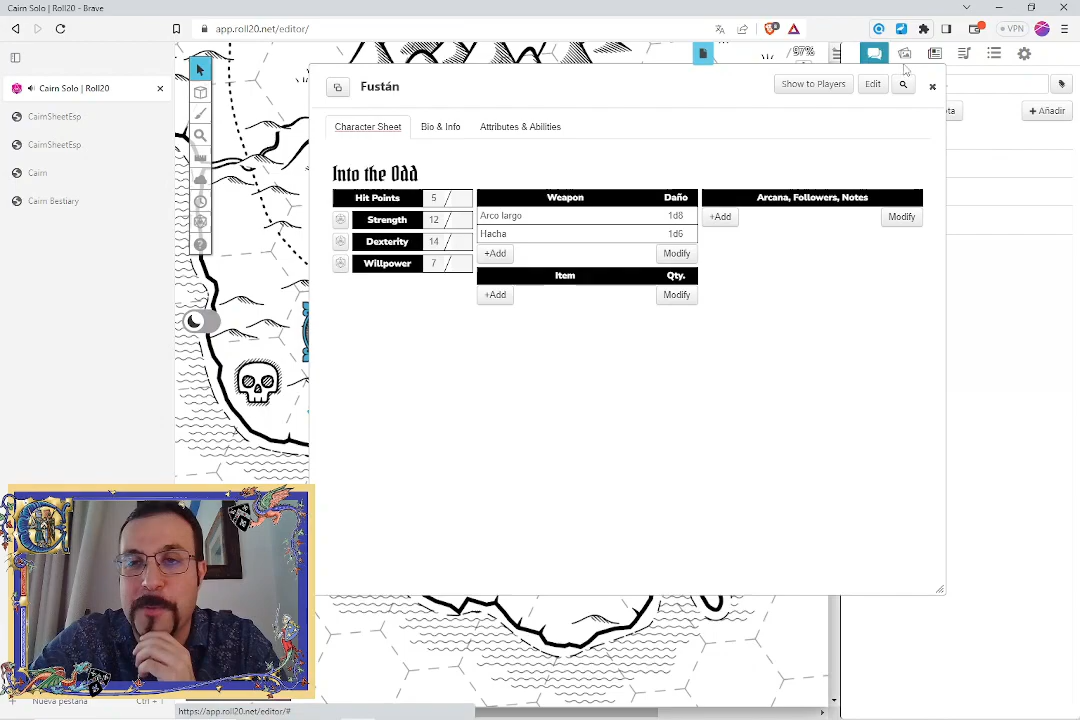 Cairn Solo | Roll20 - Brave
app.roll20.net/editor/
VPN
Cairn Solo | Roll20
CairnSheetEsp
CairnSheetEsp
Cairn
Cairn Bestiary
97%
Fustán
Show to Players
Edit
+ Añadir
Character Sheet
Bio & Info
Attributes & Abilities
Into the Odd
Hit Points
5
Strength
12
Dexterity
14
Willpower
7
Weapon
Daño
Arco largo
1d8
Hacha
1d6
+Add
Modify
Item
Qty.
+Add
Modify
Arcana, Followers, Notes
+Add
Modify
Nueva pestaña
Ctrl +
https://app.roll20.net/editor/#